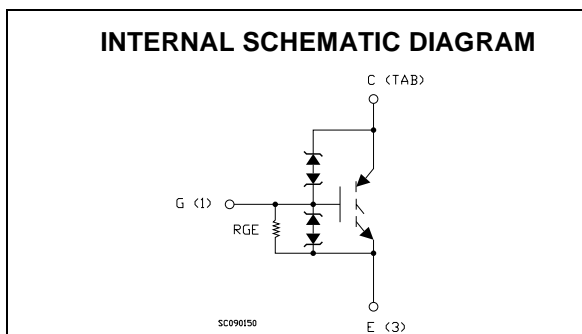 INTERNAL SCHEMATIC DIAGRAM
C (TAB)
G (1)
RGE
SC090150
E (3)